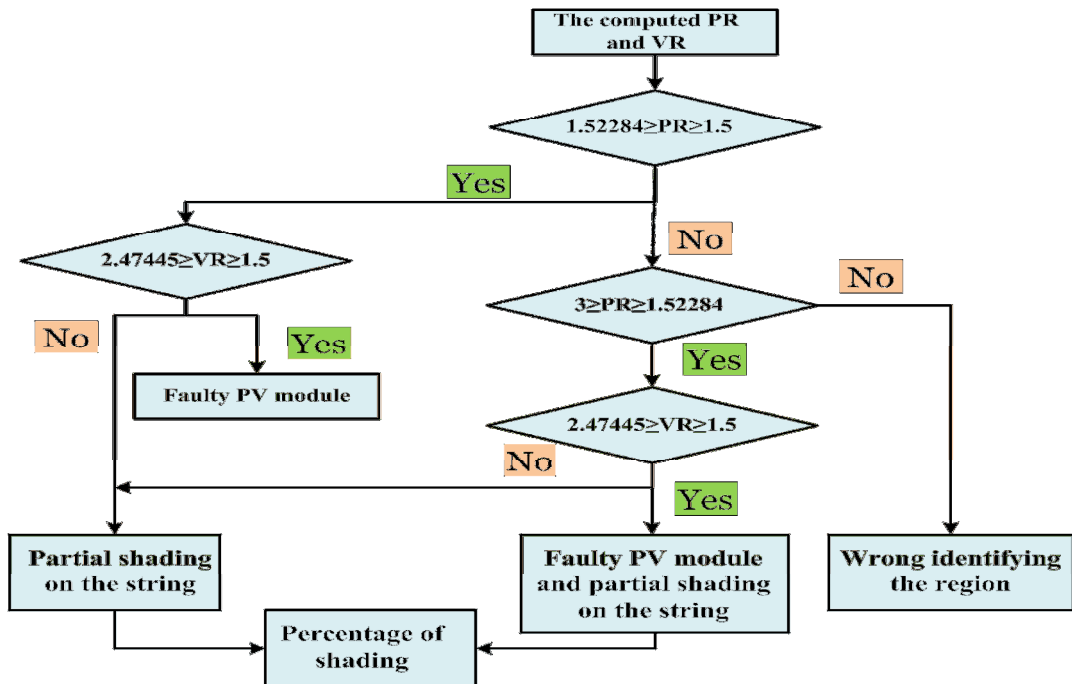 The computed PR
and VR
1.52284≥PR≥1.5
Yes
No
2.47445≥VR≥1.5
3≥PR≥1.52284
No
No
Yes
Yes
Faulty PV module
2.47445≥VR≥1.5
No
Yes
Partial shading
on the string
Faulty PV module
and partial shading
on the string
Wrong identifying
the region
Percentage of
shading